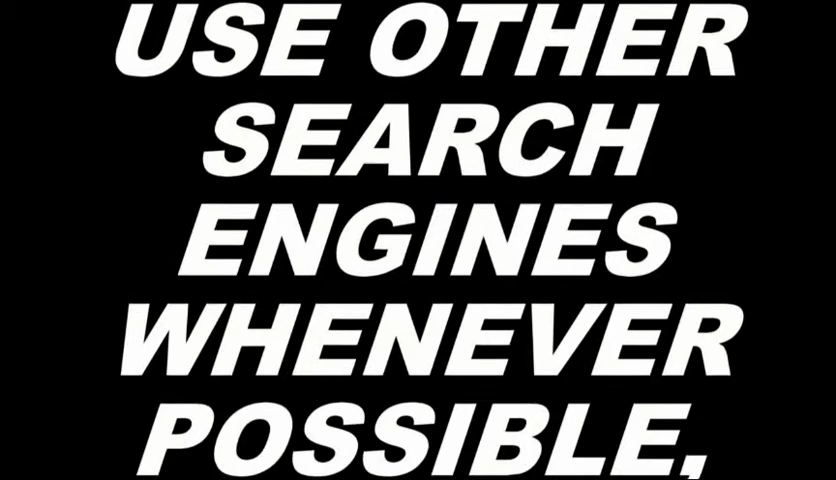 USE OTHER
SEARCH
ENGINES
WHENEVER
POSSIBLE,